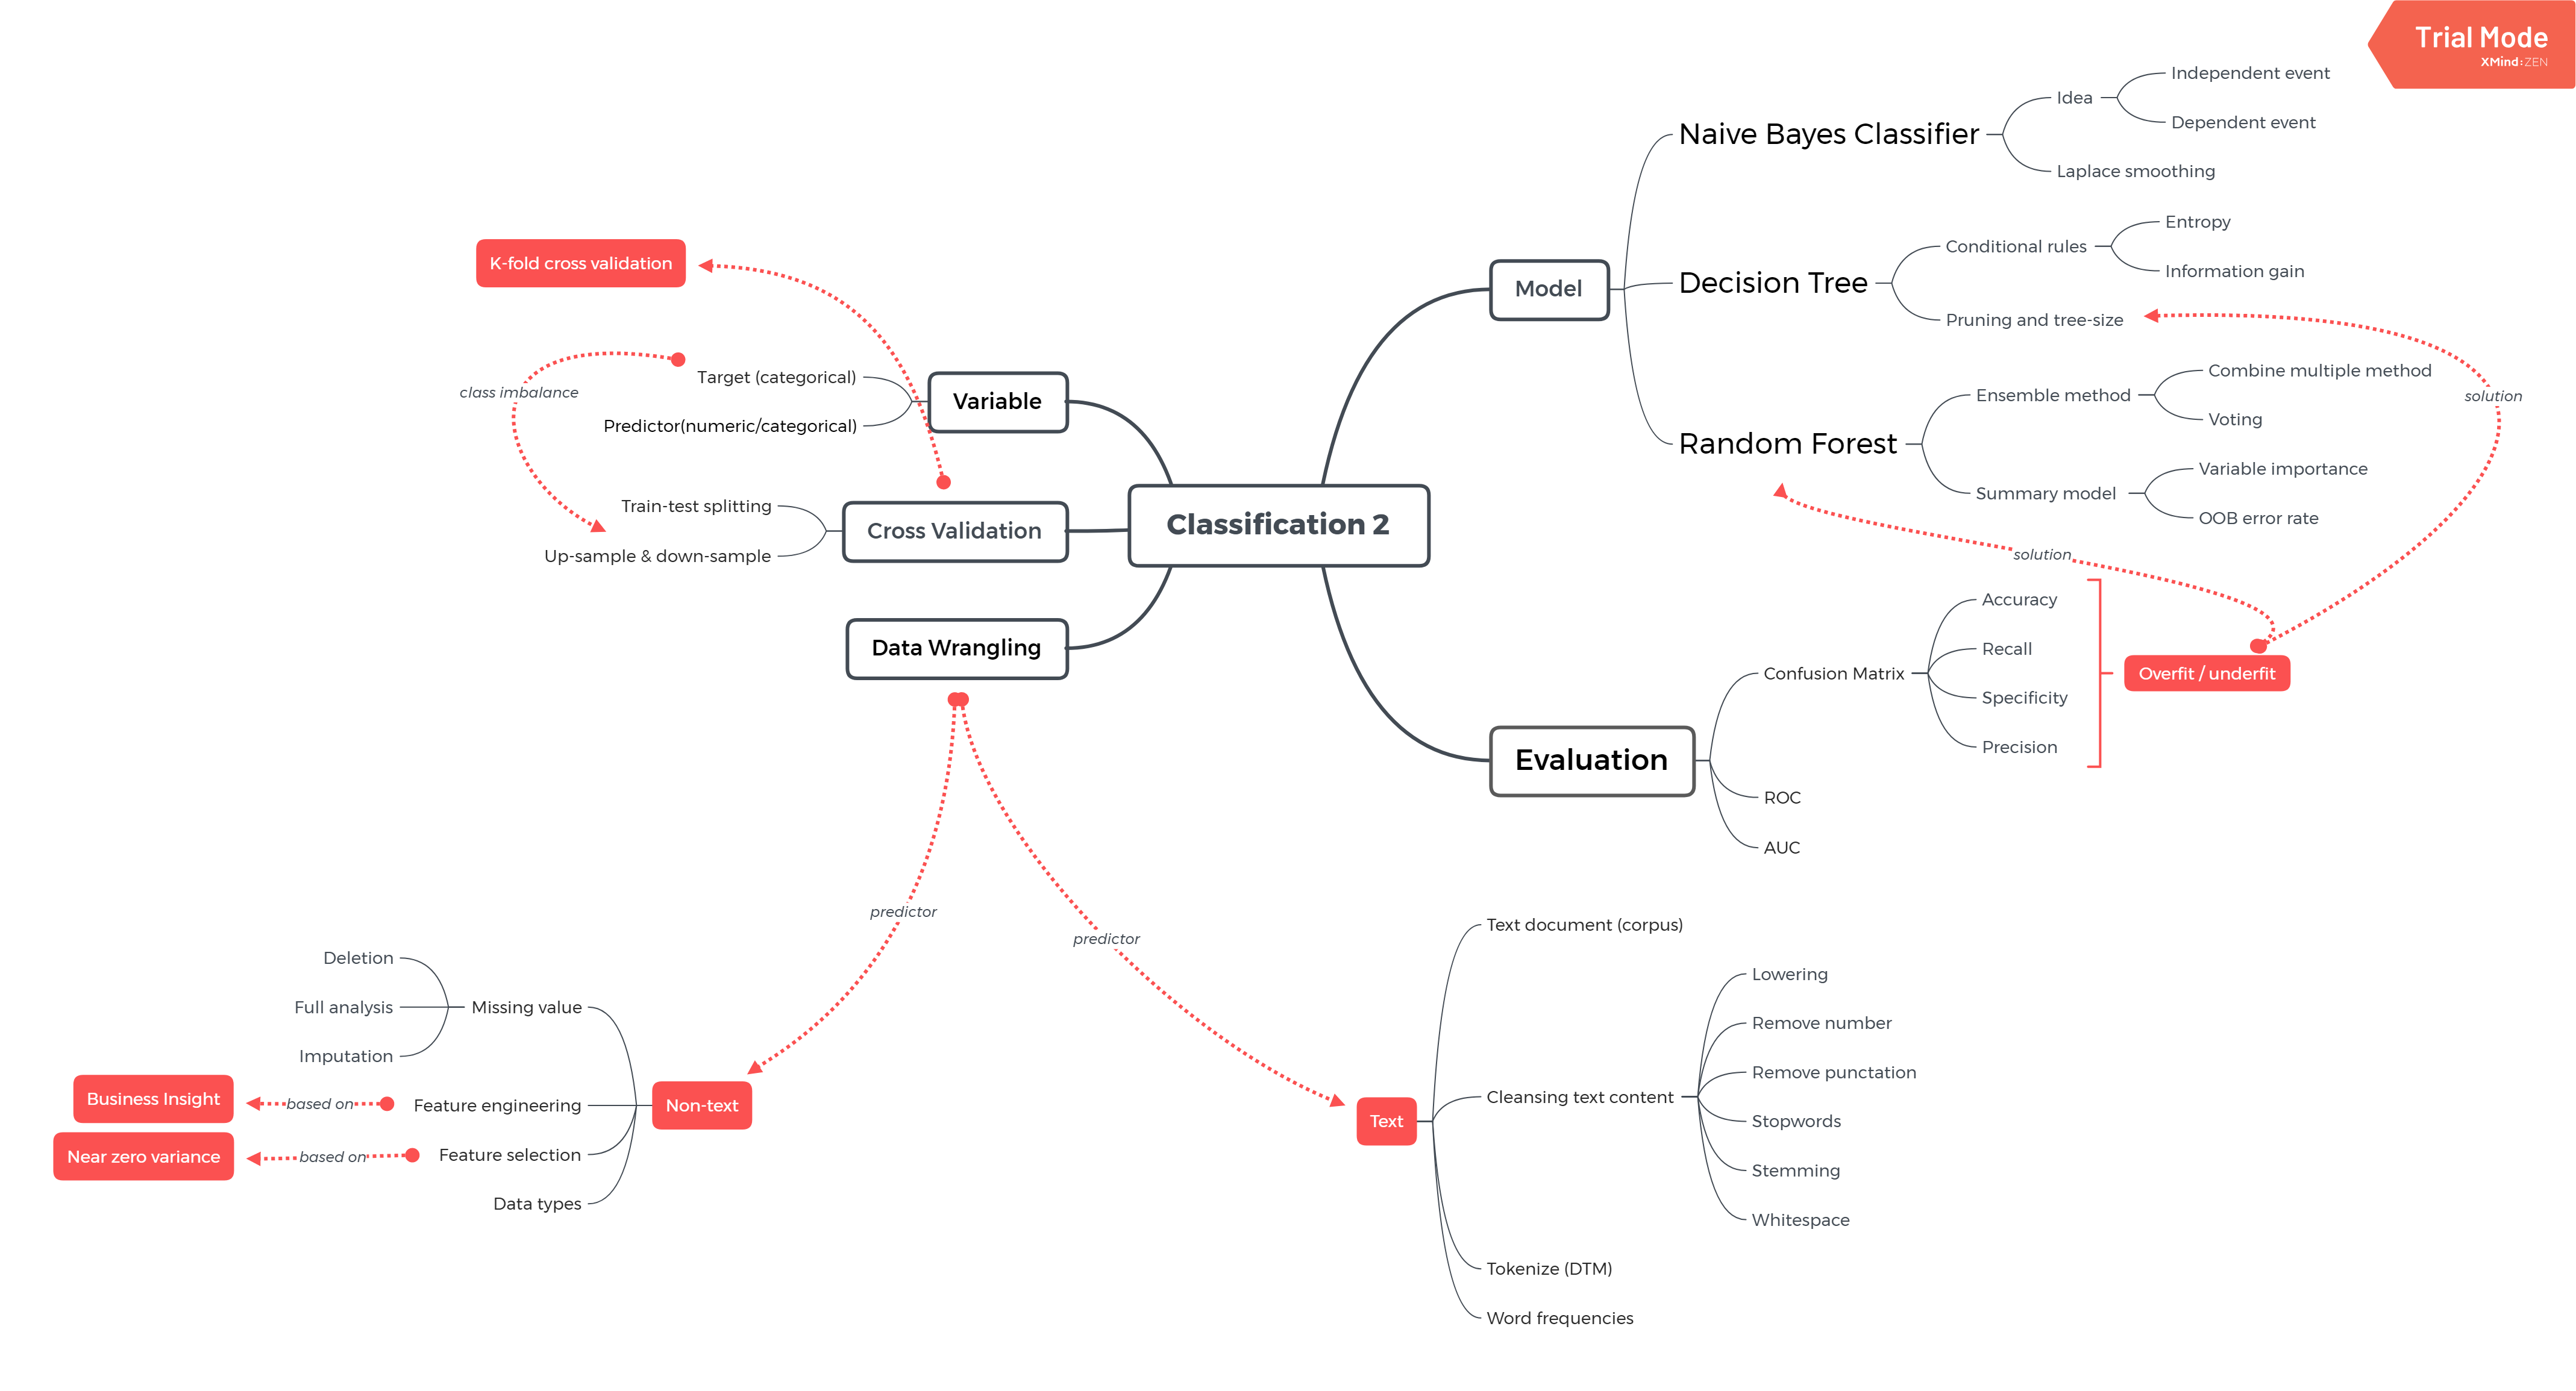 Trial Mode
XMind:ZEN
Classification 2
Model
Naive Bayes Classifier
Idea
Independent event
Dependent event
Laplace smoothing
Decision Tree
Conditional rules
Entropy
Information gain
Pruning and tree-size
Random Forest
Ensemble method
Combine multiple method
Voting
Summary model
Variable importance
OOB error rate
solution
solution
Evaluation
Confusion Matrix
Accuracy
Recall
Specificity
Precision
Overfit / underfit
ROC
AUC
K-fold cross validation
Variable
Target (categorical)
Predictor(numeric/categorical)
class imbalance
Cross Validation
Train-test splitting
Up-sample & down-sample
Data Wrangling
predictor
predictor
Non-text
Missing value
Deletion
Full analysis
Imputation
Feature engineering
based on
Business Insight
Feature selection
based on
Near zero variance
Data types
Text
Text document (corpus)
Cleansing text content
Lowering
Remove number
Remove punctation
Stopwords
Stemming
Whitespace
Tokenize (DTM)
Word frequencies